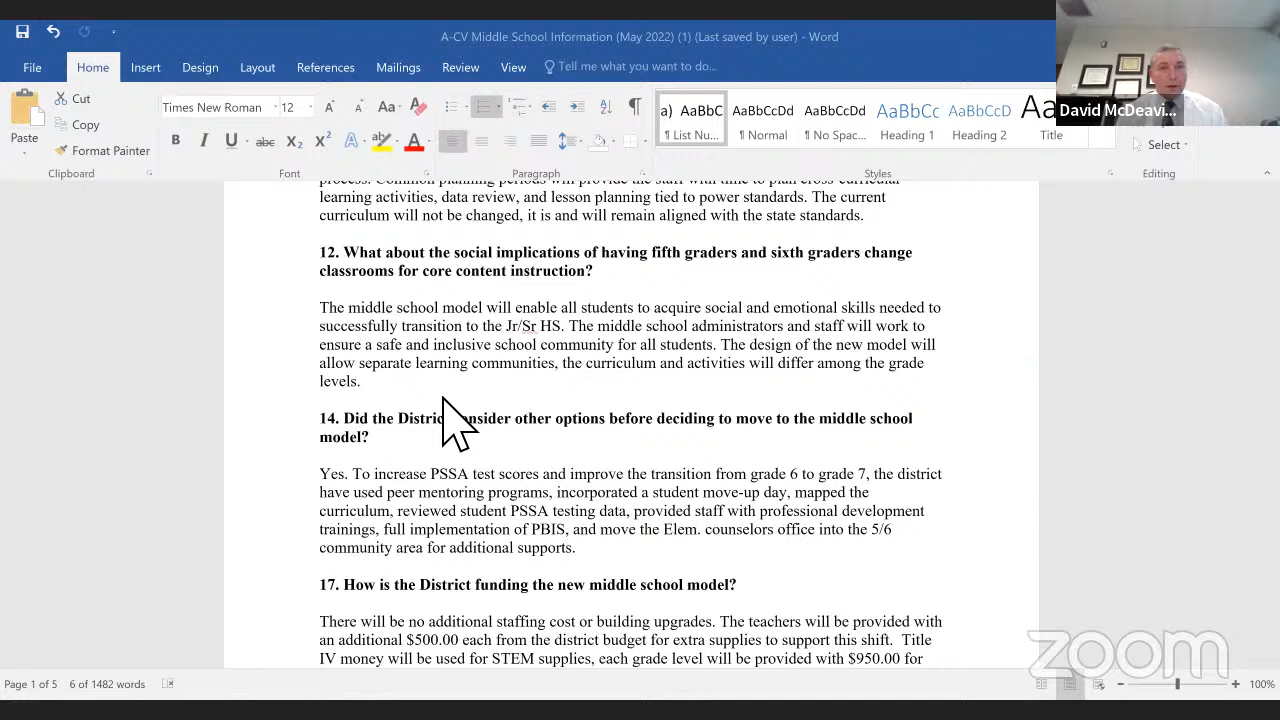 A-CV Middle School Information (May 2022) (1) (Last saved by user) - Word
File Home Insert Design Layout References Mailings Review View Tell me what you want to do...
David McDeavi...
Paste Cut Copy Format Painter
Times New Roman 12
AaBbC AaBbCcDd AaBbCcDd AaBbCc AaBbCcD
¶ List Nu... ¶ Normal ¶ No Spac... Heading 1 Heading 2 Title
Select
Clipboard Font Paragraph Styles Editing
learning activities, data review, and lesson planning tied to power standards. The current
curriculum will not be changed, it is and will remain aligned with the state standards.
12. What about the social implications of having fifth graders and sixth graders change
classrooms for core content instruction?
The middle school model will enable all students to acquire social and emotional skills needed to
successfully transition to the Jr/Sr HS. The middle school administrators and staff will work to
ensure a safe and inclusive school community for all students. The design of the new model will
allow separate learning communities, the curriculum and activities will differ among the grade
levels.
14. Did the District consider other options before deciding to move to the middle school
model?
Yes. To increase PSSA test scores and improve the transition from grade 6 to grade 7, the district
have used peer mentoring programs, incorporated a student move-up day, mapped the
curriculum, reviewed student PSSA testing data, provided staff with professional development
trainings, full implementation of PBIS, and move the Elem. counselors office into the 5/6
community area for additional supports.
17. How is the District funding the new middle school model?
There will be no additional staffing cost or building upgrades. The teachers will be provided with
an additional $500.00 each from the district budget for extra supplies to support this shift. Title
IV money will be used for STEM supplies, each grade level will be provided with $950.00 for
zoom
Page 1 of 5 6 of 1482 words 100%